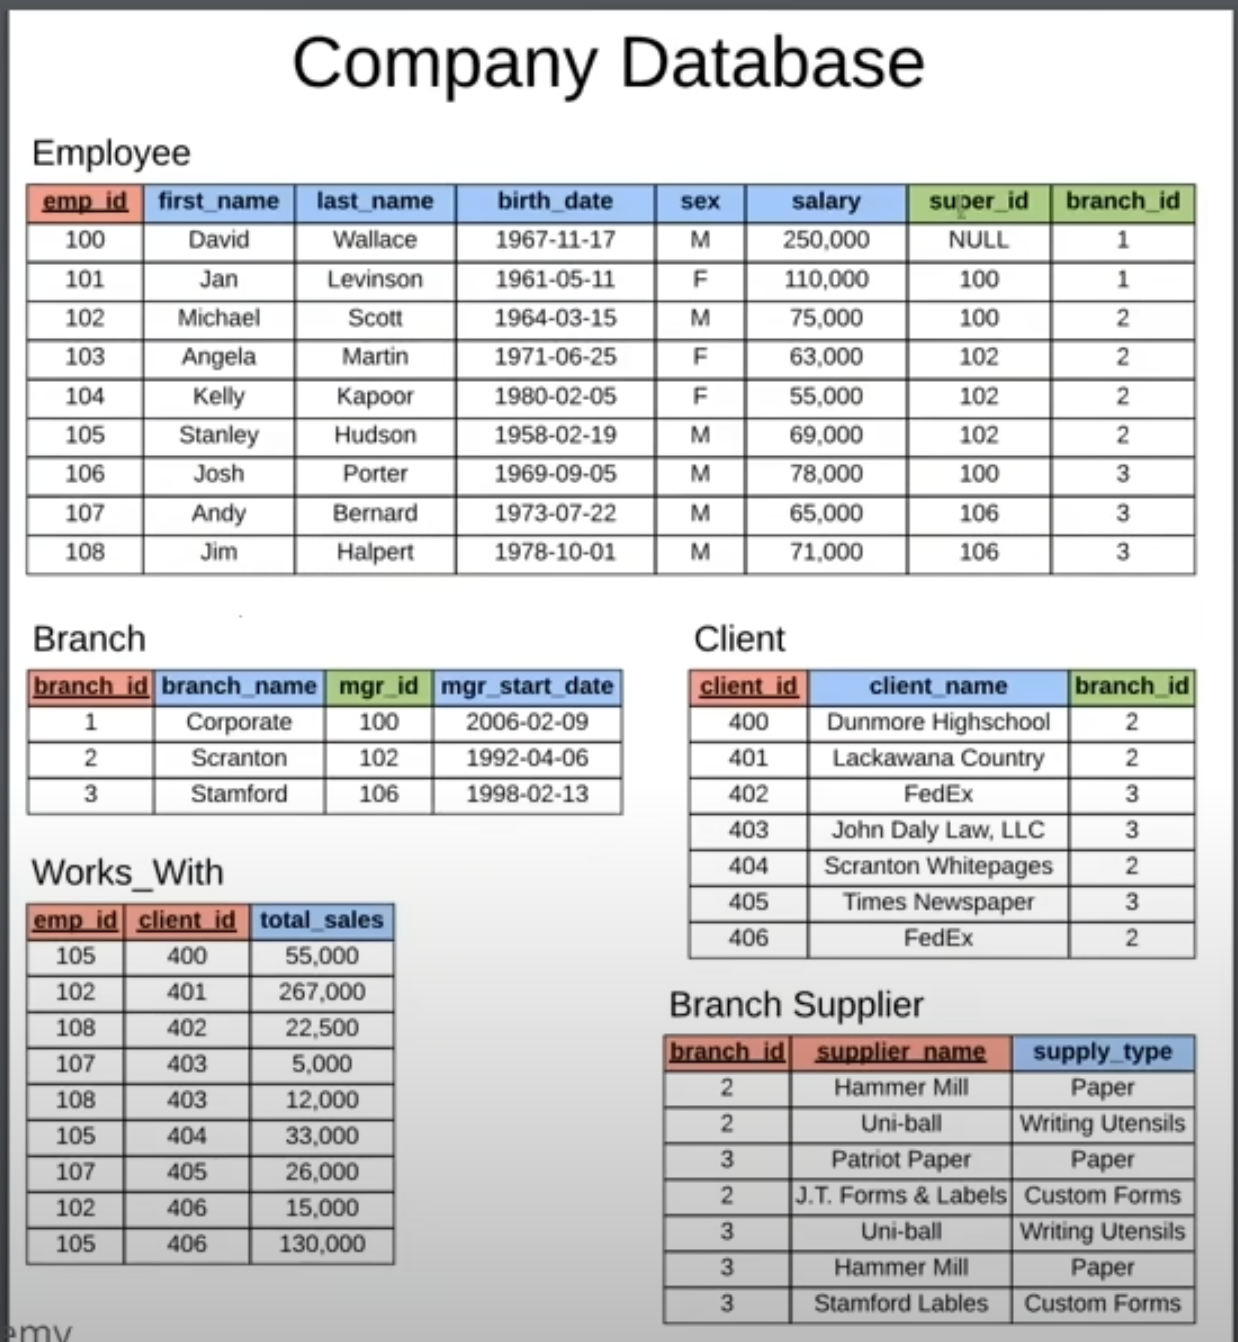 Company Database
Employee
emp_id first_name last_name birth_date sex salary super_id branch_id
100 David Wallace 1967-11-17 M 250,000 NULL 1
101 Jan Levinson 1961-05-11 F 110,000 100 1
102 Michael Scott 1964-03-15 M 75,000 100 2
103 Angela Martin 1971-06-25 F 63,000 102 2
104 Kelly Kapoor 1980-02-05 F 55,000 102 2
105 Stanley Hudson 1958-02-19 M 69,000 102 2
106 Josh Porter 1969-09-05 M 78,000 100 3
107 Andy Bernard 1973-07-22 M 65,000 106 3
108 Jim Halpert 1978-10-01 M 71,000 106 3
Branch
branch_id branch_name mgr_id mgr_start_date
1 Corporate 100 2006-02-09
2 Scranton 102 1992-04-06
3 Stamford 106 1998-02-13
Works_With
emp_id client_id total_sales
105 400 55,000
102 401 267,000
108 402 22,500
107 403 5,000
108 403 12,000
105 404 33,000
107 405 26,000
102 406 15,000
105 406 130,000
Client
client_id client_name branch_id
400 Dunmore Highschool 2
401 Lackawana Country 2
402 FedEx 3
403 John Daly Law, LLC 3
404 Scranton Whitepages 2
405 Times Newspaper 3
406 FedEx 2
Branch Supplier
branch_id supplier_name supply_type
2 Hammer Mill Paper
2 Uni-ball Writing Utensils
3 Patriot Paper Paper
2 J.T. Forms & Labels Custom Forms
3 Uni-ball Writing Utensils
3 Hammer Mill Paper
3 Stamford Lables Custom Forms